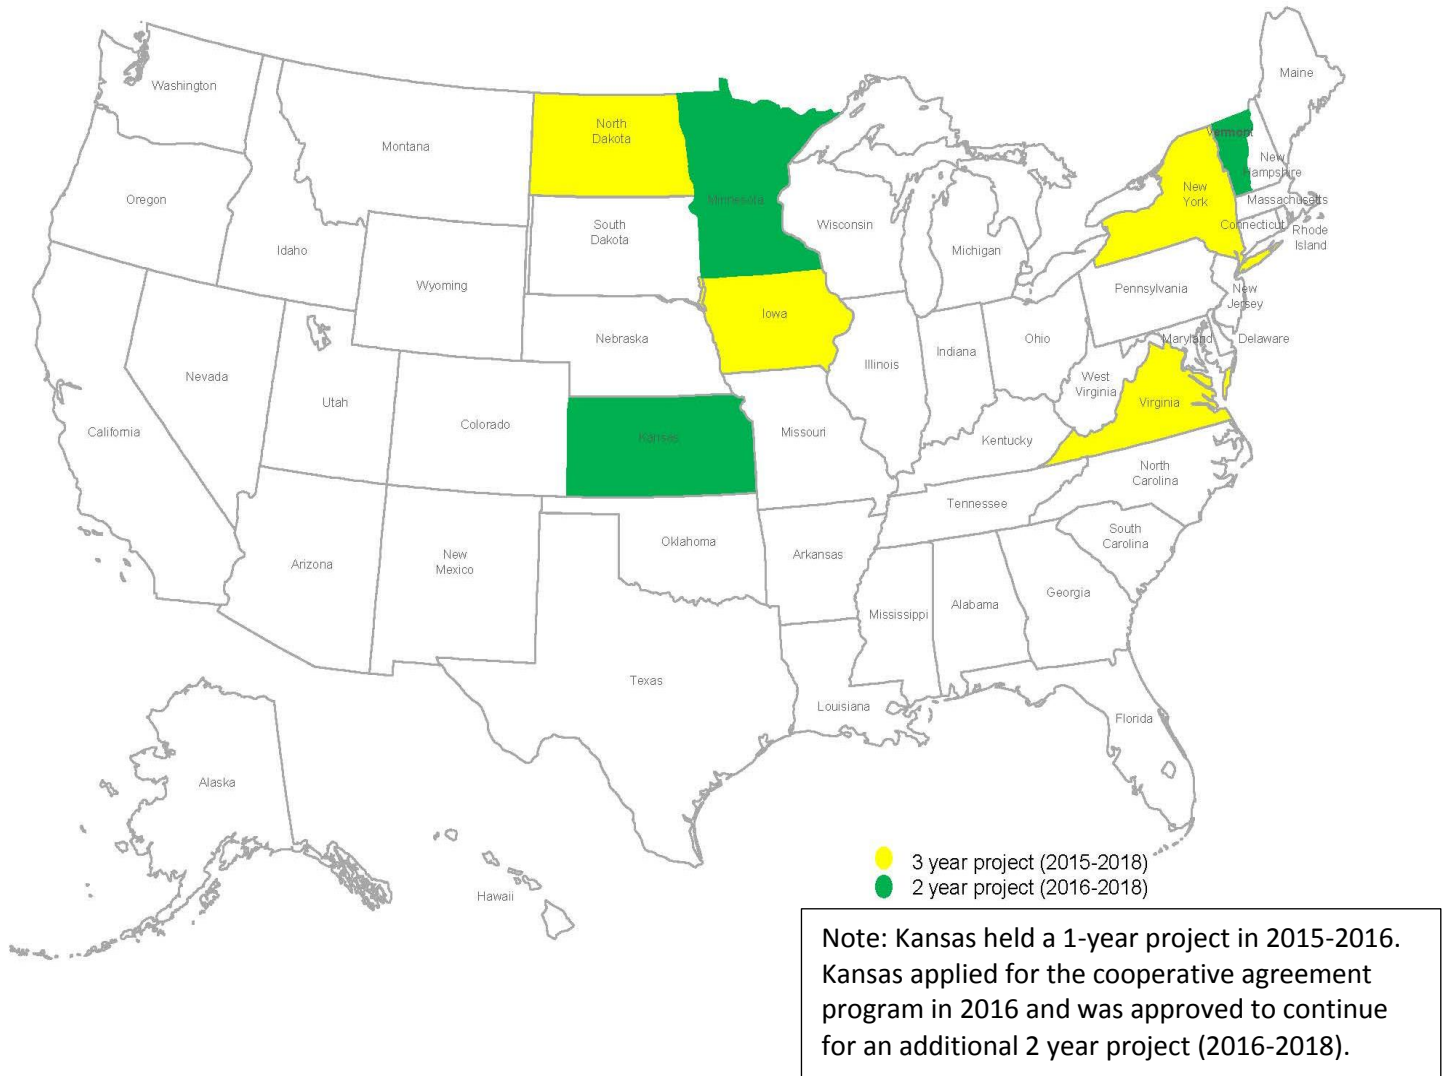 Maine
Washington
North
Dakota
Montana
Vermont
New
Hampshire
Oregon
Minnesota
New
York
Massachusetts
South
Dakota
Wisconsin
Connecticut
Rhode
Island
Idaho
Michigan
Wyoming
Pennsylvania
New
Jersey
Iowa
Nebraska
Ohio
Maryland
Delaware
Indiana
Illinois
Nevada
West
Virginia
Utah
Virginia
Colorado
California
Missouri
Kansas
Kentucky
North
Carolina
Tennessee
South
Carolina
Oklahoma
Arkansas
New
Mexico
Arizona
Georgia
Alabama
Mississippi
Texas
Louisiana
Florida
Alaska
Hawaii
3 year project (2015-2018)
2 year project (2016-2018)
Note: Kansas held a 1-year project in 2015-2016.
Kansas applied for the cooperative agreement
program in 2016 and was approved to continue
for an additional 2 year project (2016-2018).